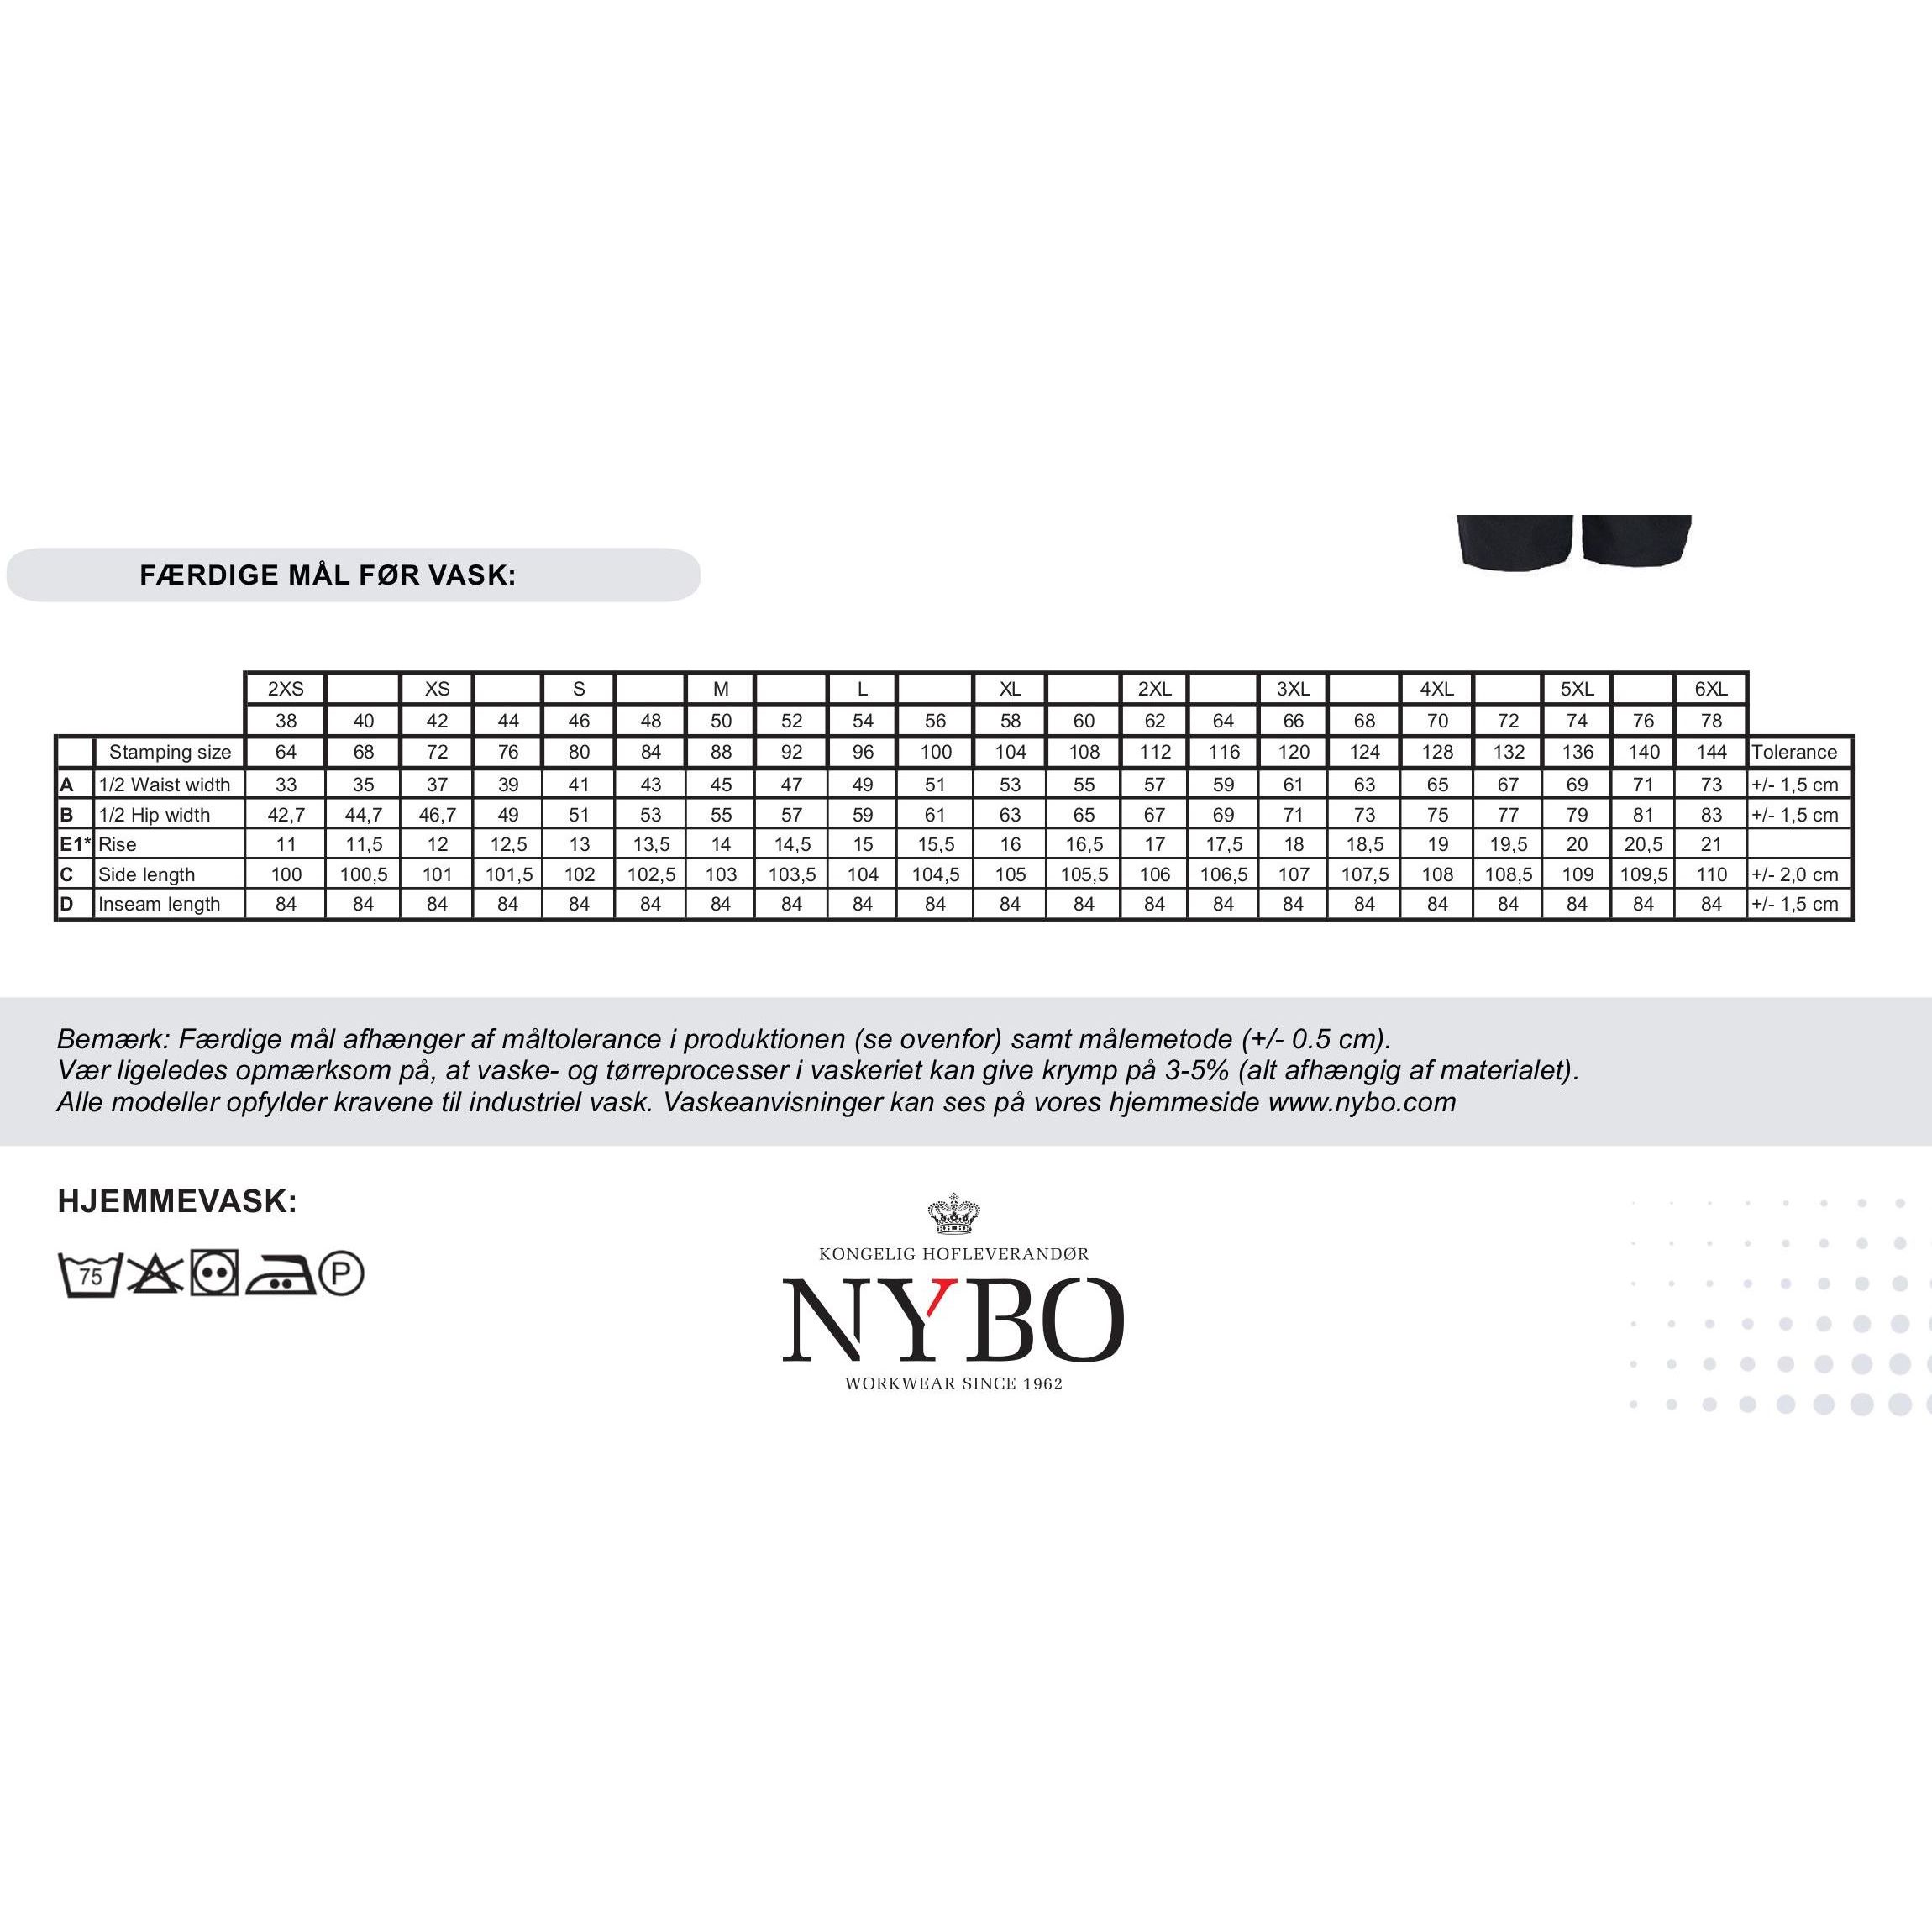 FÆRDIGE MÅL FØR VASK:
2XS XS S M L XL 2XL 3XL 4XL 5XL 6XL
38 40 42 44 46 48 50 52 54 56 58 60 62 64 66 68 70 72 74 76 78
Stamping size 64 68 72 76 80 84 88 92 96 100 104 108 112 116 120 124 128 132 136 140 144 Tolerance
A 1/2 Waist width 33 35 37 39 41 43 45 47 49 51 53 55 57 59 61 63 65 67 69 71 73 +/- 1,5 cm
B 1/2 Hip width 42,7 44,7 46,7 49 51 53 55 57 59 61 63 65 67 69 71 73 75 77 79 81 83 +/- 1,5 cm
E1* Rise 11 11,5 12 12,5 13 13,5 14 14,5 15 15,5 16 16,5 17 17,5 18 18,5 19 19,5 20 20,5 21
C Side length 100 100,5 101 101,5 102 102,5 103 103,5 104 104,5 105 105,5 106 106,5 107 107,5 108 108,5 109 109,5 110 +/- 2,0 cm
D Inseam length 84 84 84 84 84 84 84 84 84 84 84 84 84 84 84 84 84 84 84 84 84 +/- 1,5 cm
Bemærk: Færdige mål afhænger af måltolerance i produktionen (se ovenfor) samt målemetode (+/- 0.5 cm).
Vær ligeledes opmærksom på, at vaske- og tørreprocesser i vaskeriet kan give krymp på 3-5% (alt afhængig af materialet).
Alle modeller opfylder kravene til industriel vask. Vaskeanvisninger kan ses på vores hjemmeside www.nybo.com
HJEMMEVASK:
75 P
KONGELIG HOFLEVERANDØR
NYBO
WORKWEAR SINCE 1962